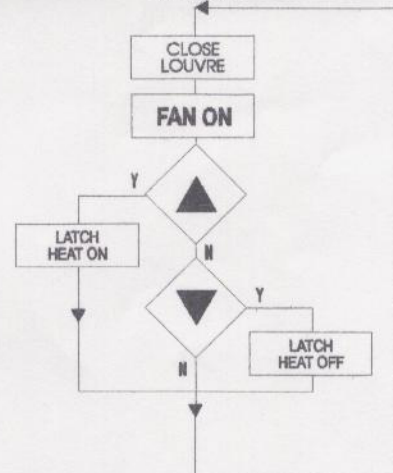 CLOSE
LOUVRE
FAN ON
Y
LATCH
HEAT ON
N
Y
LATCH
HEAT OFF
N